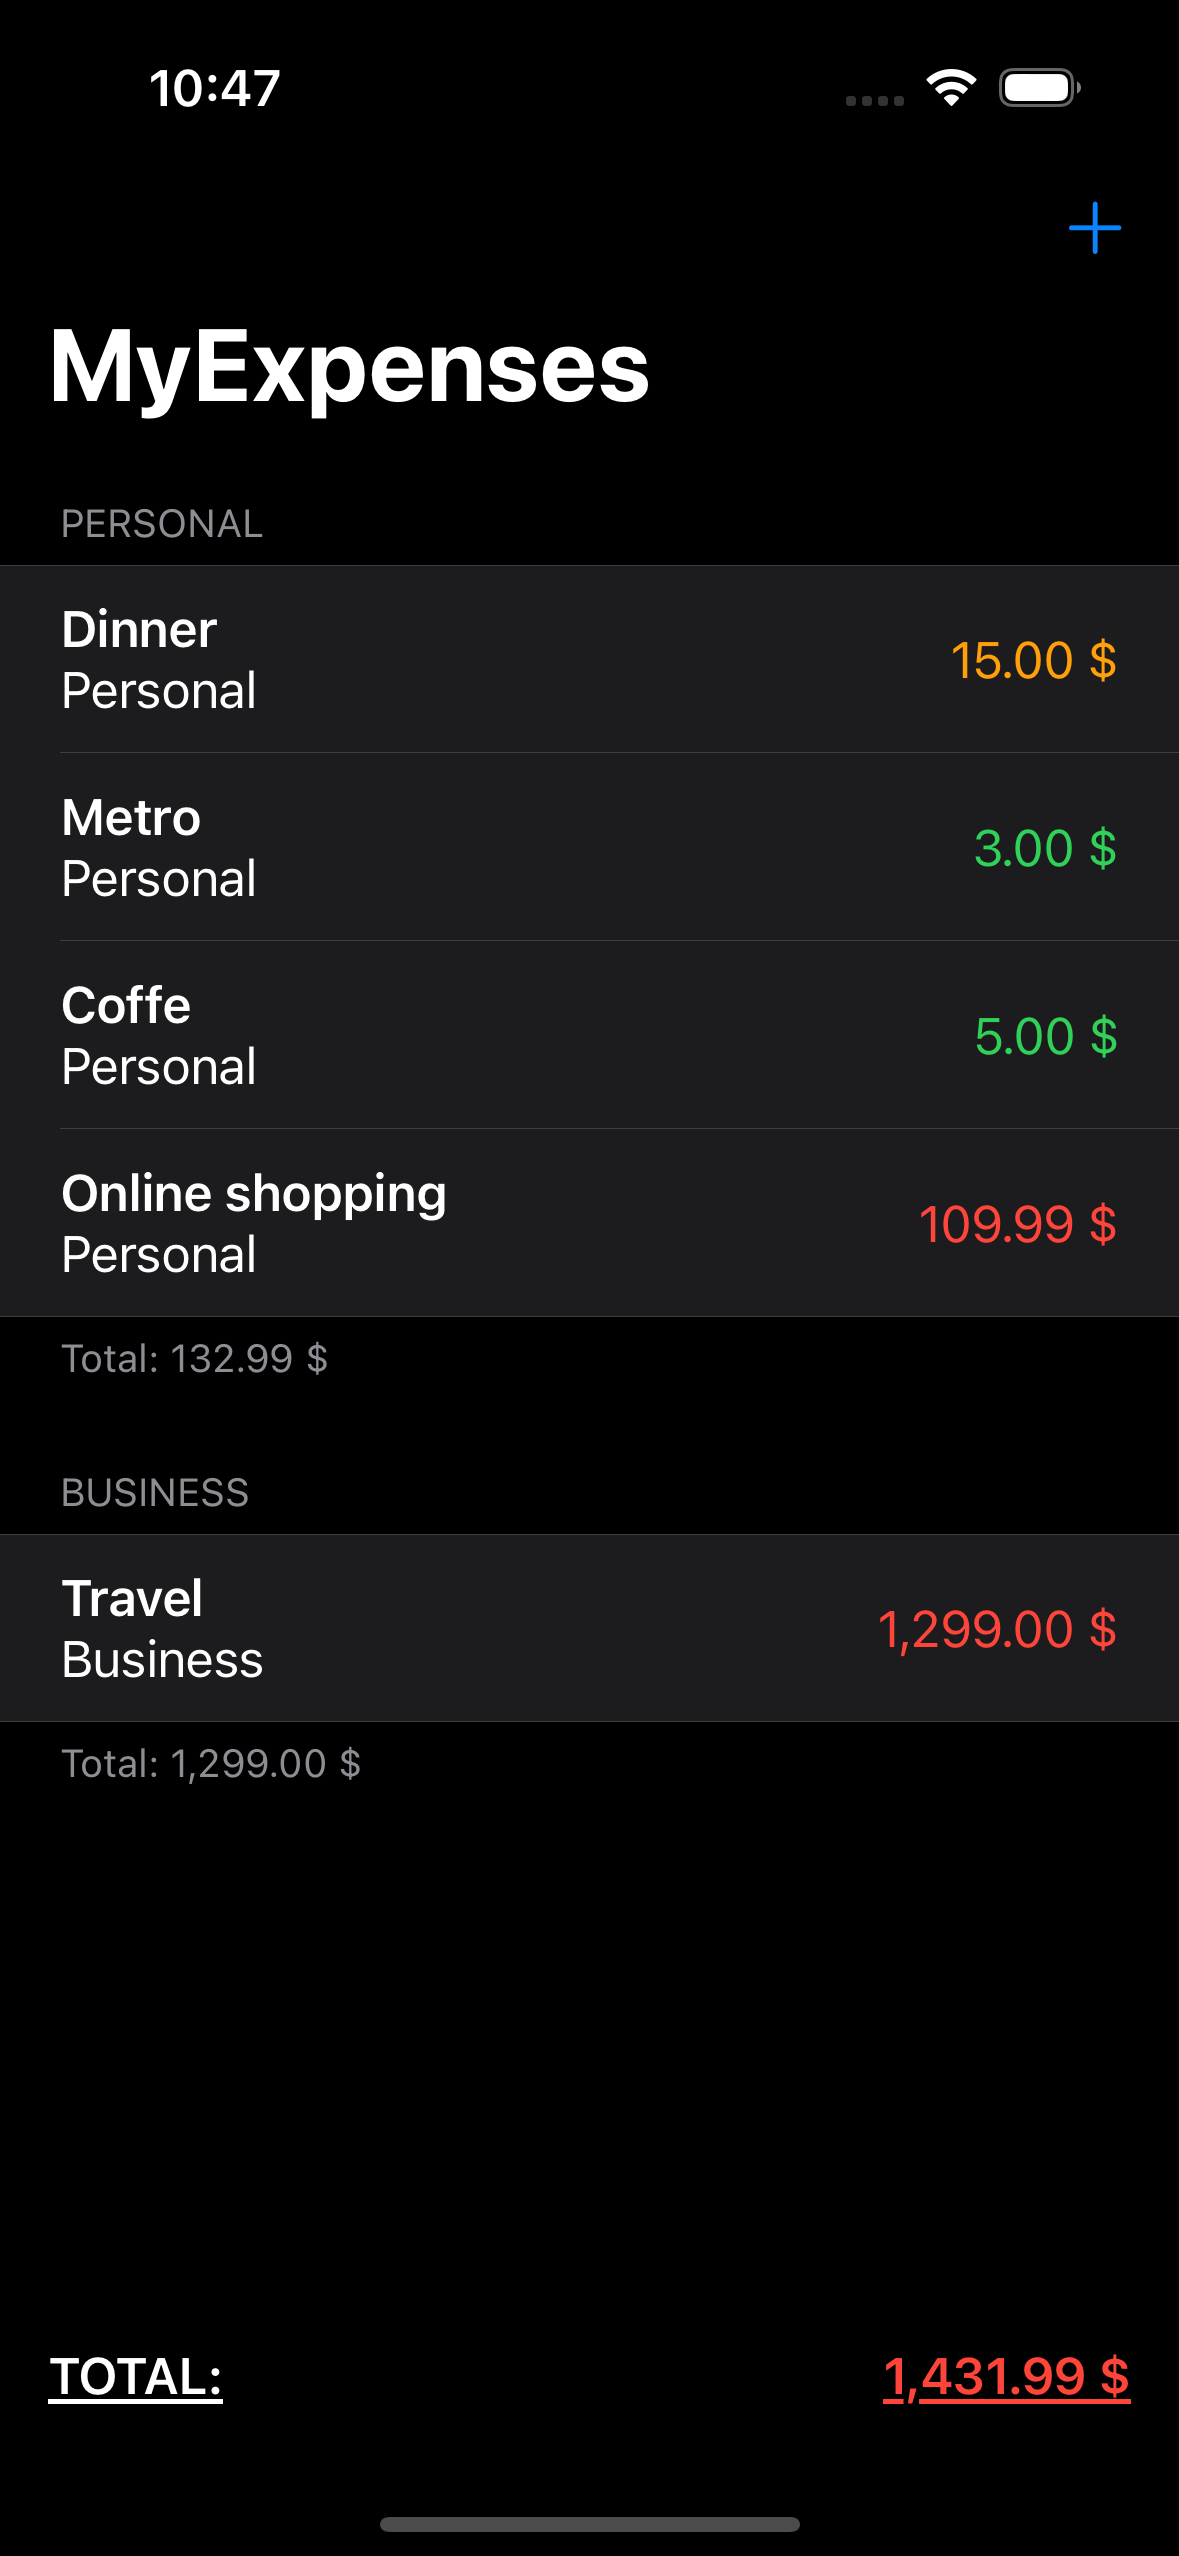 10:47
MyExpenses
PERSONAL
Dinner
Personal
15.00 $
Metro
Personal
3.00 $
Coffe
Personal
5.00 $
Online shopping
Personal
109.99 $
Total: 132.99 $
BUSINESS
Travel
Business
1,299.00 $
Total: 1,299.00 $
TOTAL: 1,431.99 $